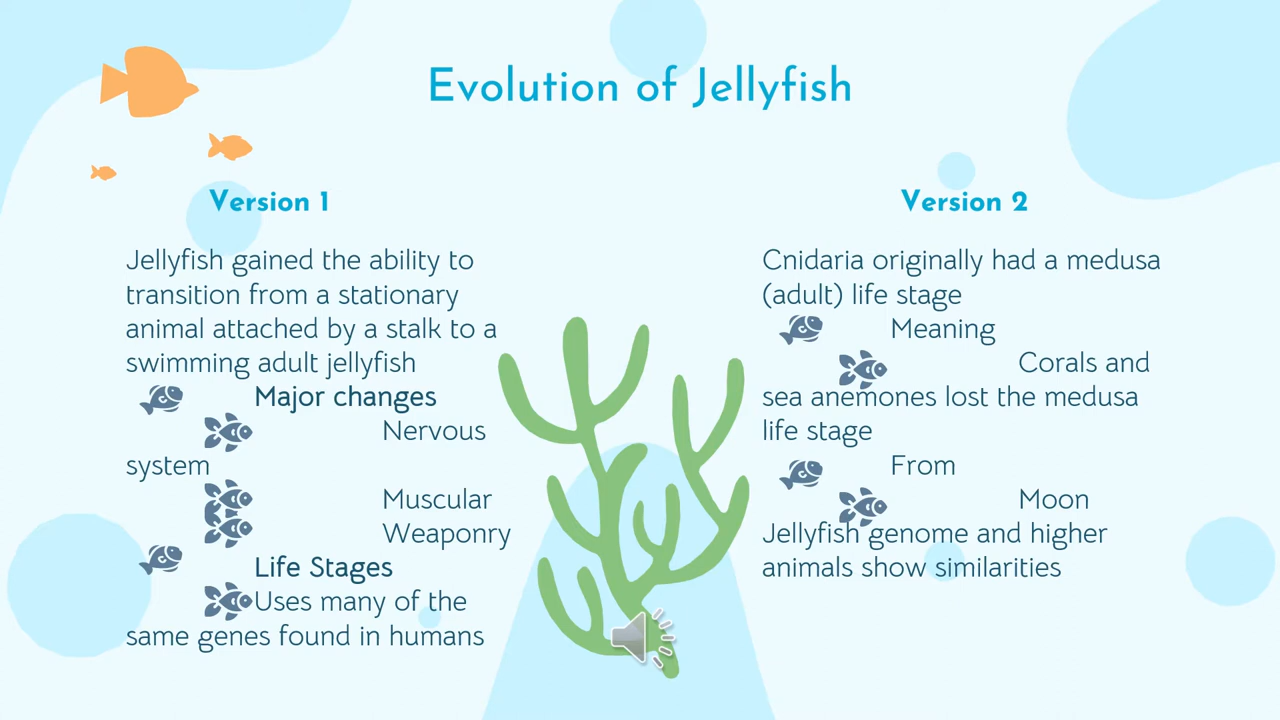 Evolution of Jellyfish
Version 1
Jellyfish gained the ability to
transition from a stationary
animal attached by a stalk to a
swimming adult jellyfish
Major changes
Nervous
system
Muscular
Weaponry
Life Stages
Uses many of the
same genes found in humans
Version 2
Cnidaria originally had a medusa
(adult) life stage
Meaning
Corals and
sea anemones lost the medusa
life stage
From
Moon
Jellyfish genome and higher
animals show similarities